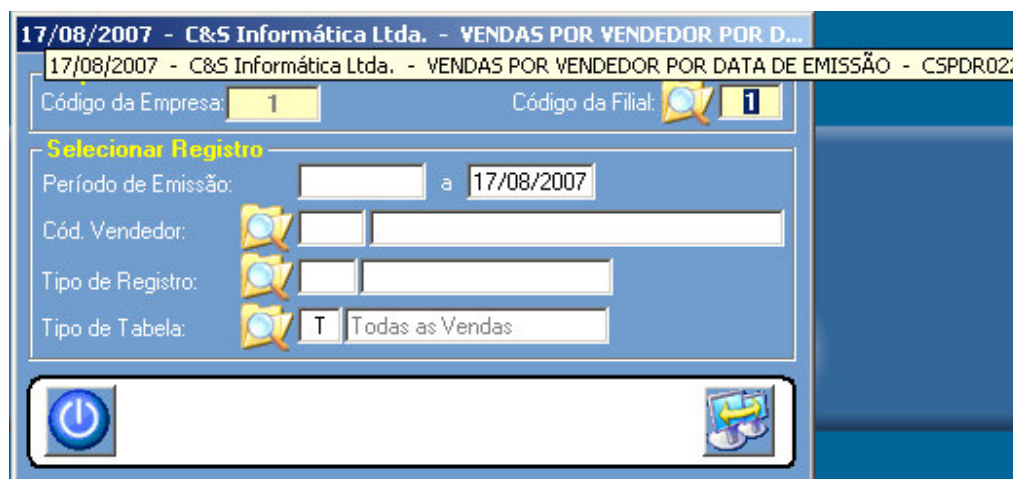 17/08/2007 - C&S Informática Ltda. - VENDAS POR VENDEDOR POR D...
17/08/2007 - C&S Informática Ltda. - VENDAS POR VENDEDOR POR DATA DE EMISSÃO - CSPDR022
Código da Empresa: 1 Código da Filial: 1
Selecionar Registro
Período de Emissão: a 17/08/2007
Cód. Vendedor:
Tipo de Registro:
Tipo de Tabela: T Todas as Vendas